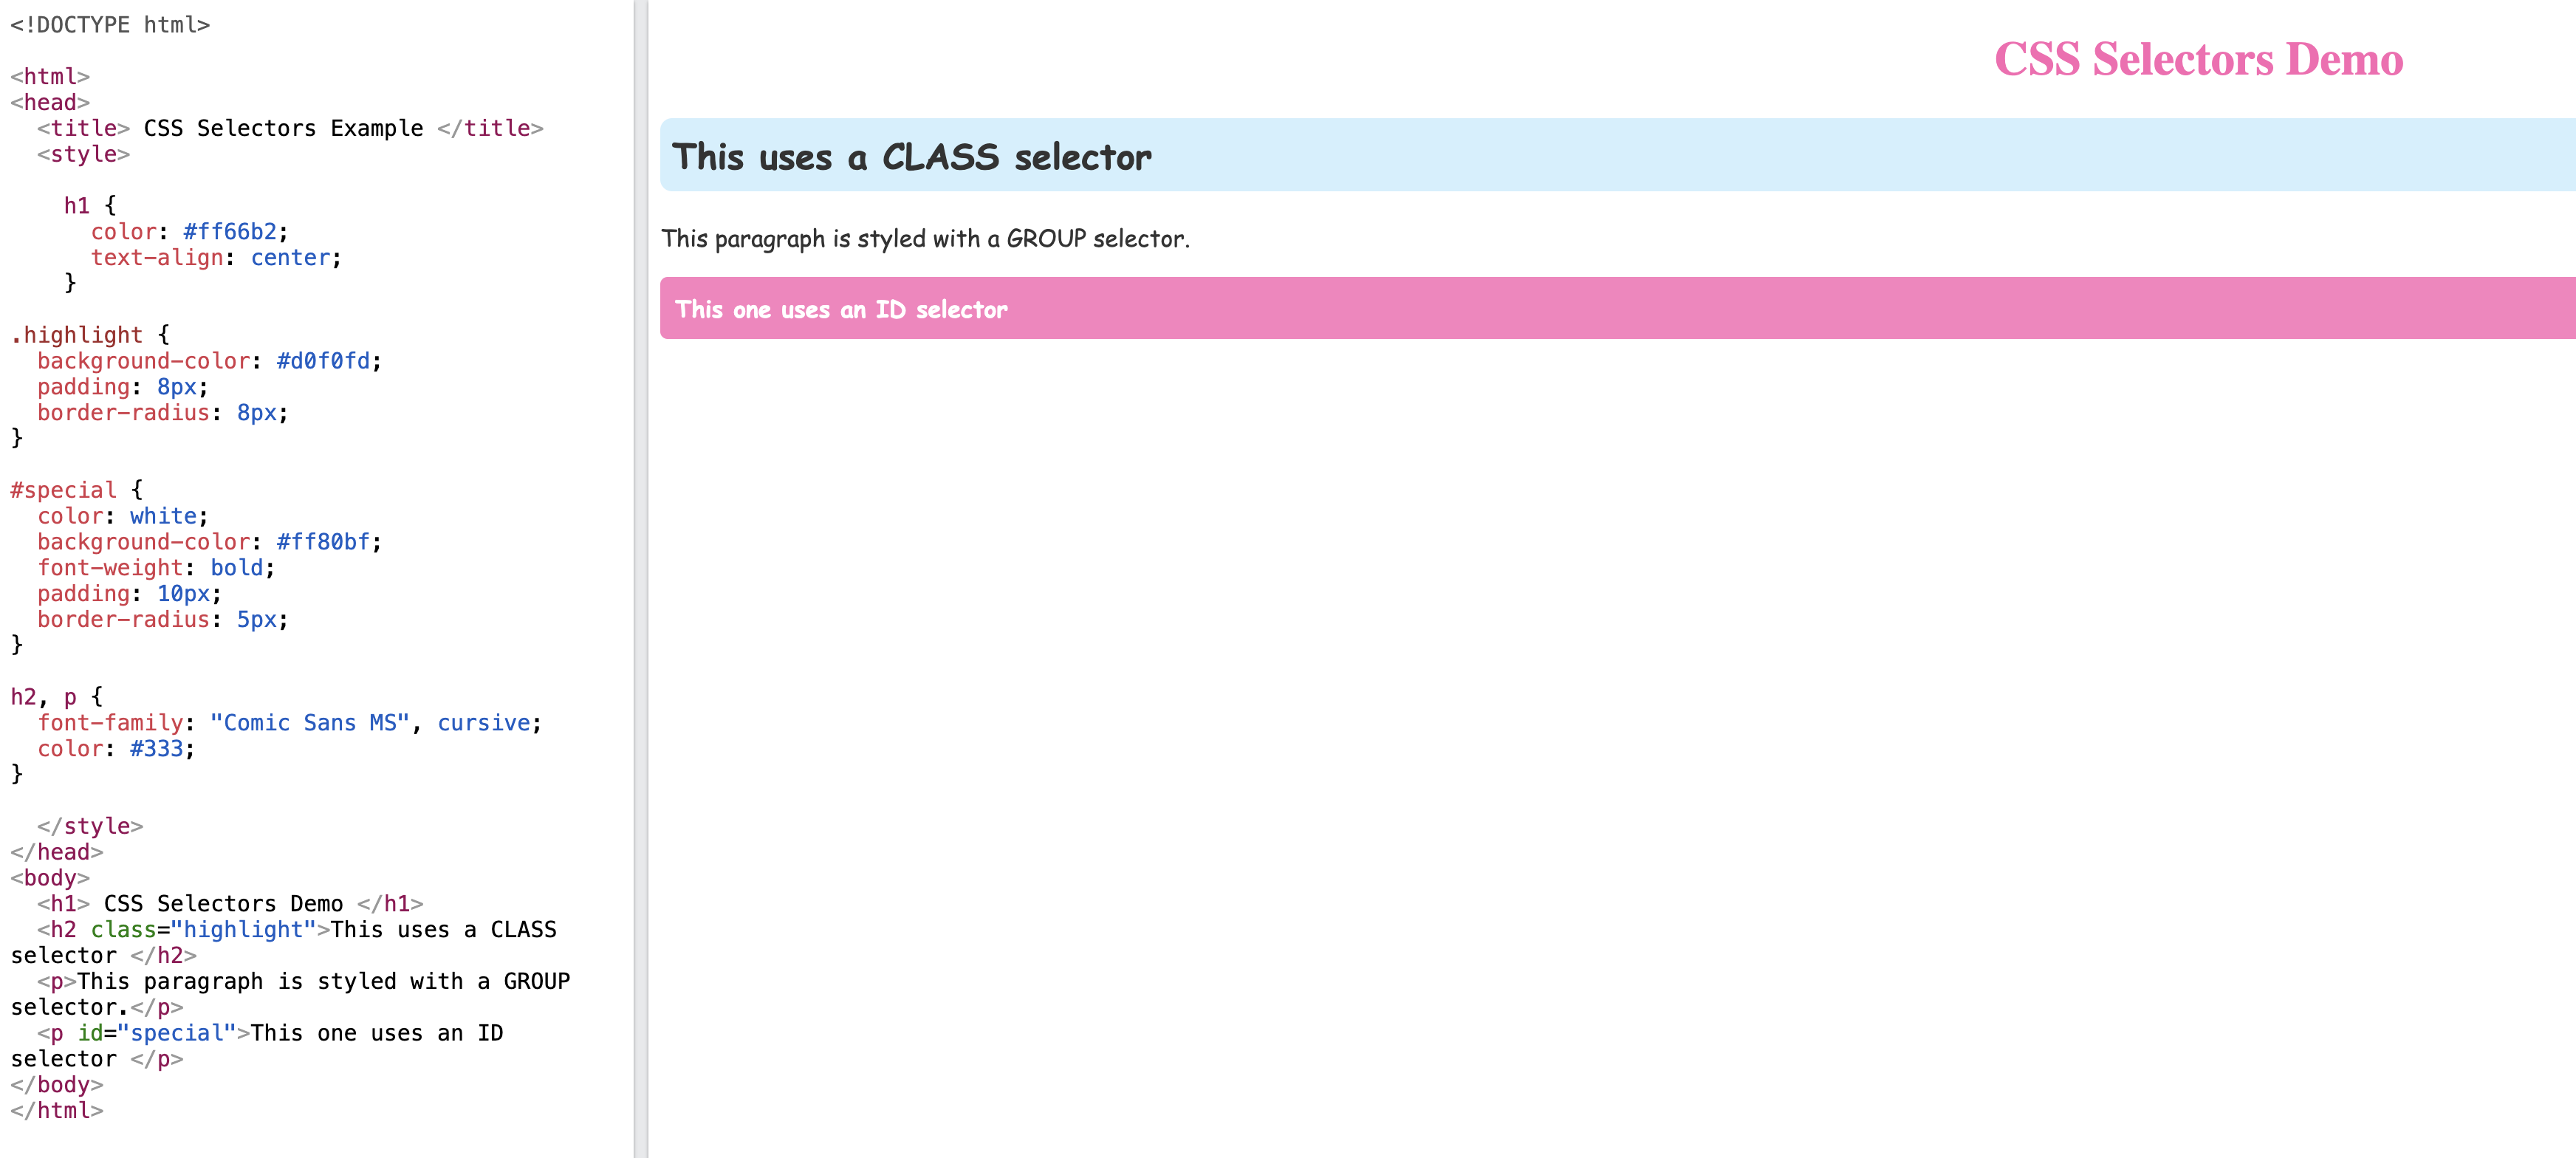 <!DOCTYPE html>
<html>
<head>
  <title> CSS Selectors Example </title>
  <style>
    h1 {
      color: #ff66b2;
      text-align: center;
    }
.highlight {
  background-color: #d0f0fd;
  padding: 8px;
  border-radius: 8px;
}
#special {
  color: white;
  background-color: #ff80bf;
  font-weight: bold;
  padding: 10px;
  border-radius: 5px;
}
h2, p {
  font-family: "Comic Sans MS", cursive;
  color: #333;
}
  </style>
</head>
<body>
  <h1> CSS Selectors Demo </h1>
  <h2 class="highlight">This uses a CLASS
selector </h2>
  <p>This paragraph is styled with a GROUP
selector.</p>
  <p id="special">This one uses an ID
selector </p>
</body>
</html>
CSS Selectors Demo
This uses a CLASS selector
This paragraph is styled with a GROUP selector.
This one uses an ID selector